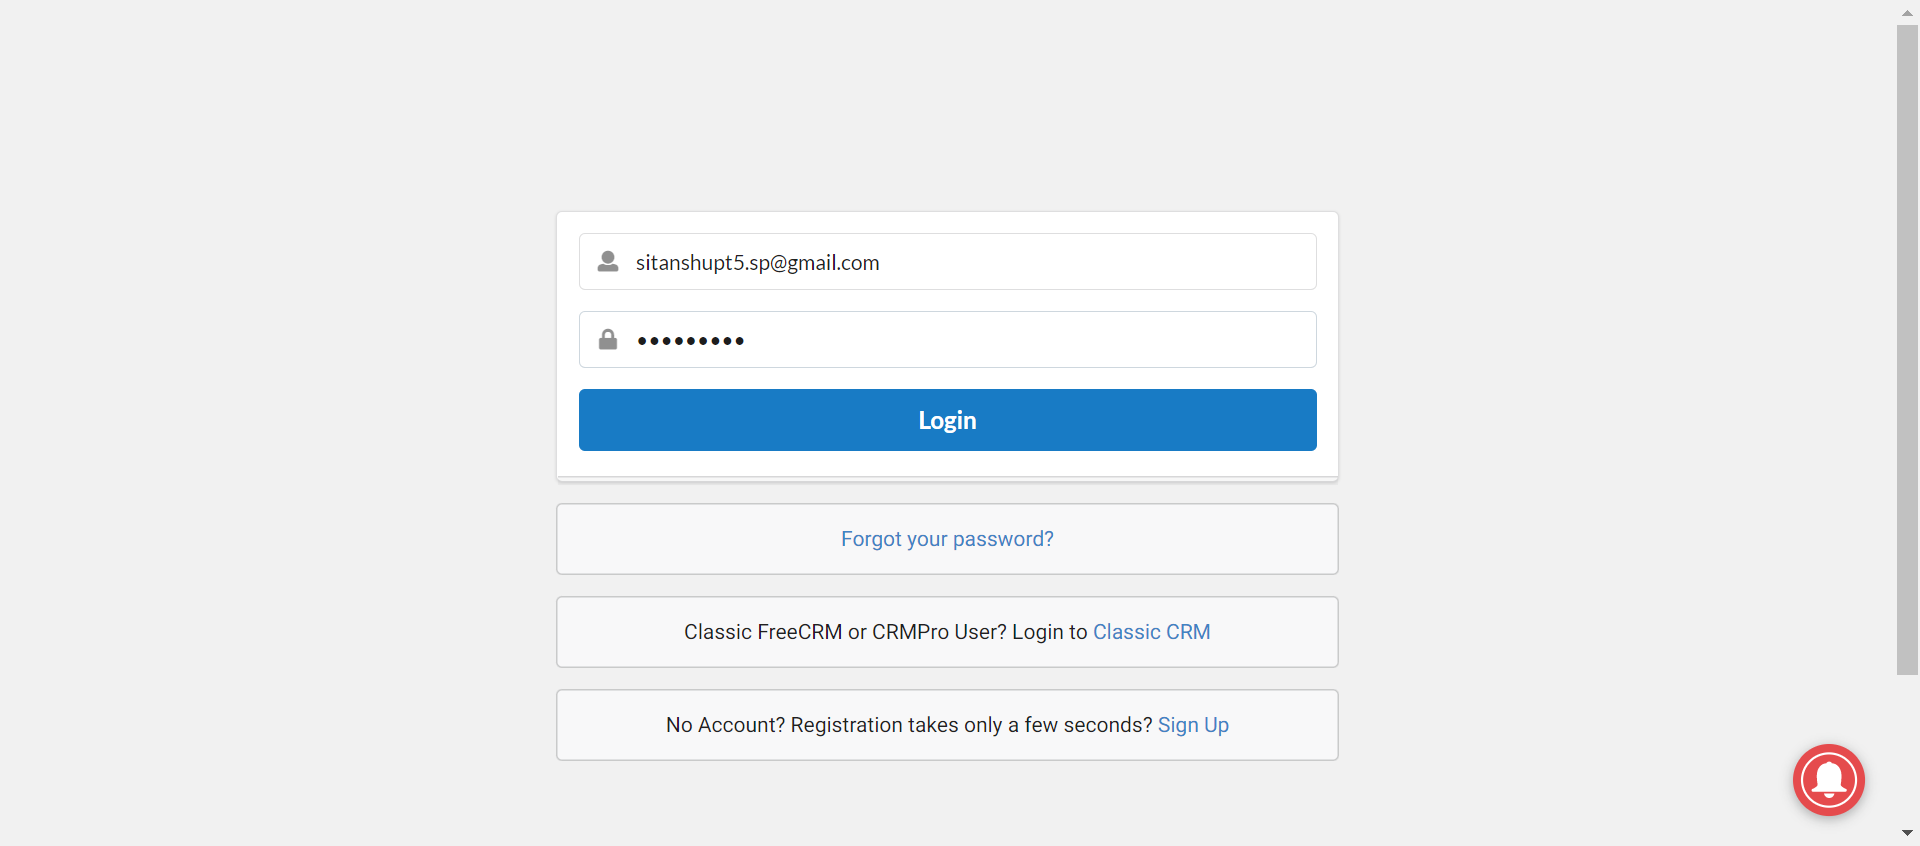 sitanshupt5.sp@gmail.com
•••••••••
Login
Forgot your password?
Classic FreeCRM or CRMPro User? Login to Classic CRM
No Account? Registration takes only a few seconds? Sign Up